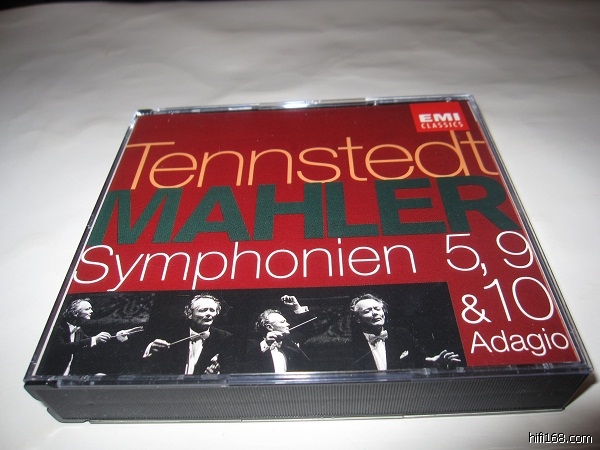 EMI
CLASSICS
Tennstedt
MAHLER
Symphonien 5, 9
& 10
Adagio
hifi168.com